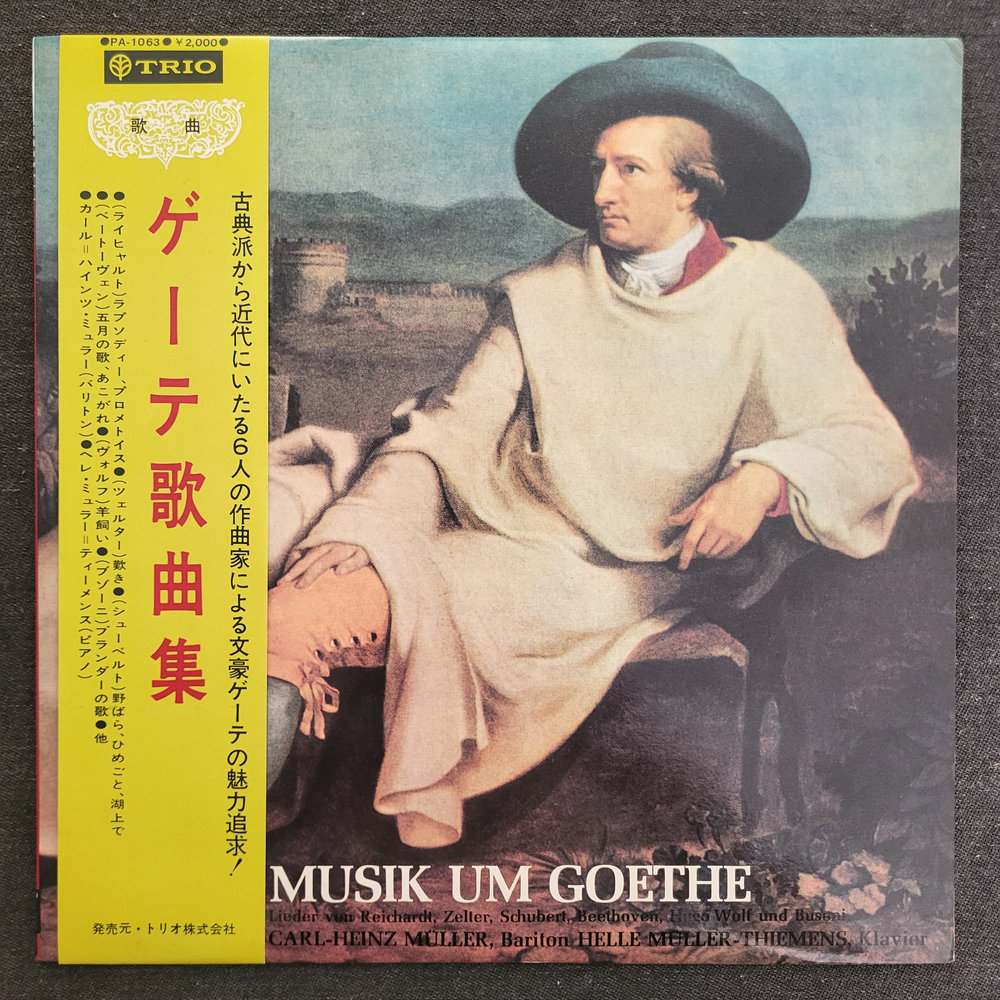 ●PA-1063●￥2,000●
TRIO
歌曲
古典派から近代にいたる6人の作曲家による文豪ゲーテの魅力追求！
ゲーテ歌曲集
●(ライヒャルト)ラプソディー、プロメトイス●(ツェルター)歎き●(シューベルト)野ばら、ひめごと、湖上で
●(ベートーヴェン)五月の歌、あこがれ●(ヴォルフ)羊飼い●(ブゾーニ)ブランダーの歌●他
●カール＝ハインツ・ミュラー(バリトン)●ヘレ・ミュラー＝ティーメンス(ピアノ)
発売元・トリオ株式会社
MUSIK UM GOETHE
Lieder von Reichardt, Zelter, Schubert, Beethoven, Hugo Wolf und Busoni
CARL-HEINZ MÜLLER, Bariton HELLE MÜLLER-THIEMENS, Klavier